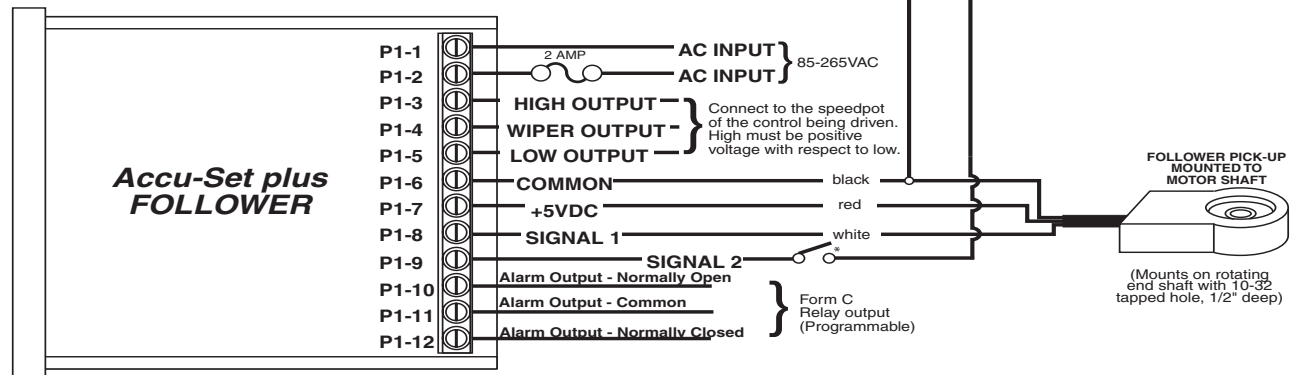 P1-1
AC INPUT
P1-2
2 AMP
AC INPUT
85-265VAC
P1-3
HIGH OUTPUT
P1-4
WIPER OUTPUT
P1-5
LOW OUTPUT
Connect to the speedpot
of the control being driven.
High must be positive
voltage with respect to low.
Accu-Set plus
FOLLOWER
P1-6
COMMON
black
P1-7
+5VDC
red
P1-8
SIGNAL 1
white
P1-9
SIGNAL 2
*
P1-10
Alarm Output - Normally Open
P1-11
Alarm Output - Common
P1-12
Alarm Output - Normally Closed
Form C
Relay output
(Programmable)
FOLLOWER PICK-UP
MOUNTED TO
MOTOR SHAFT
(Mounts on rotating
end shaft with 10-32
tapped hole, 1/2" deep)